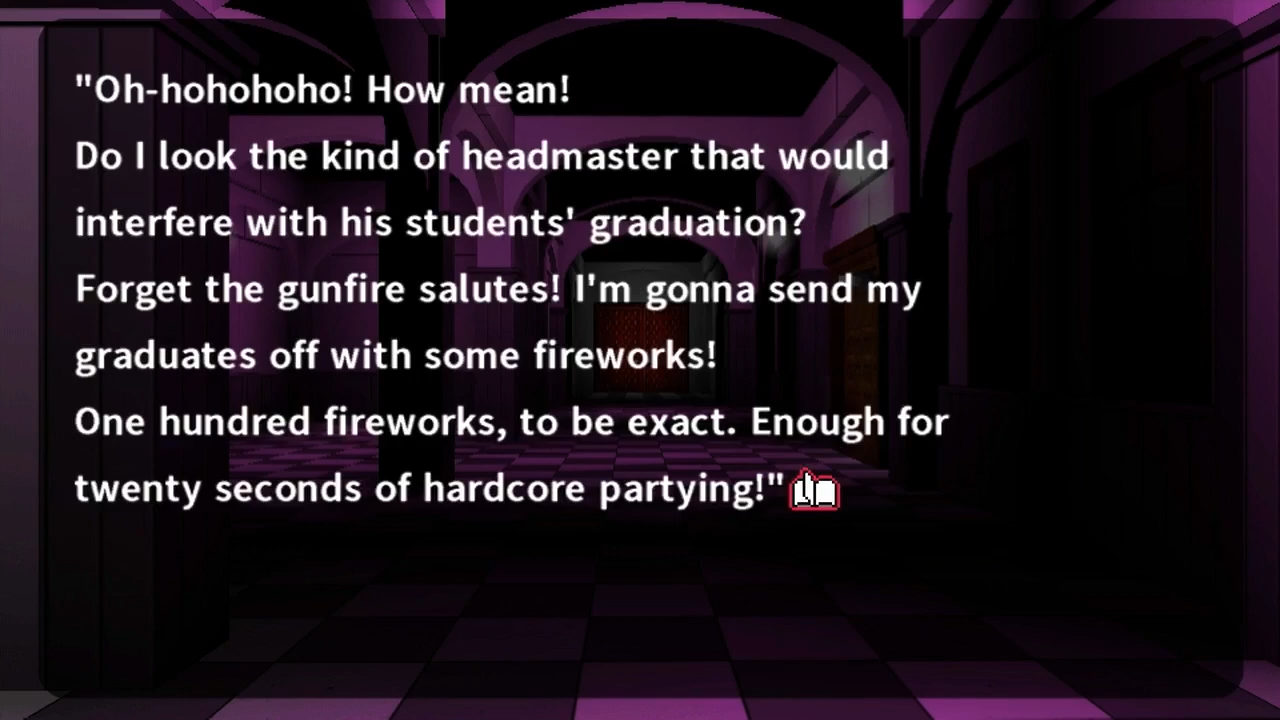 "Oh-hohohoho! How mean!
Do I look the kind of headmaster that would
interfere with his students' graduation?
Forget the gunfire salutes! I'm gonna send my
graduates off with some fireworks!
One hundred fireworks, to be exact. Enough for
twenty seconds of hardcore partying!"